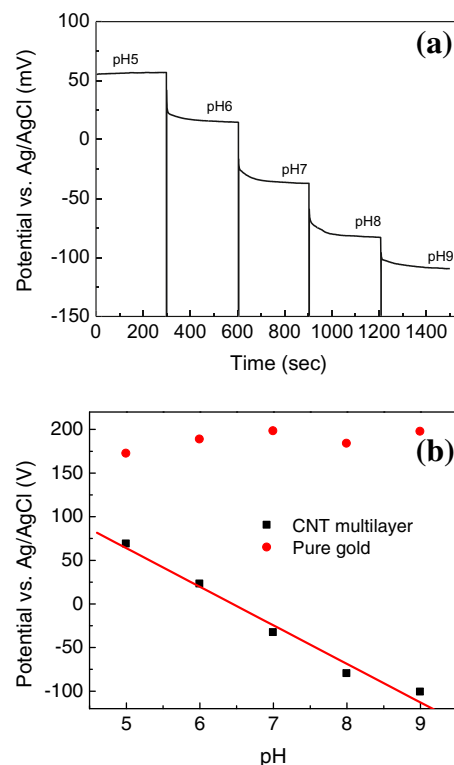 (a)
100
50
0
-50
-100
-150
Potential vs. Ag/AgCl (mV)
pH5
pH6
pH7
pH8
pH9
0 200 400 600 800 1000 1200 1400
Time (sec)
(b)
200
150
100
50
0
-50
-100
Potential vs. Ag/AgCl (V)
CNT multilayer
Pure gold
5 6 7 8 9
pH